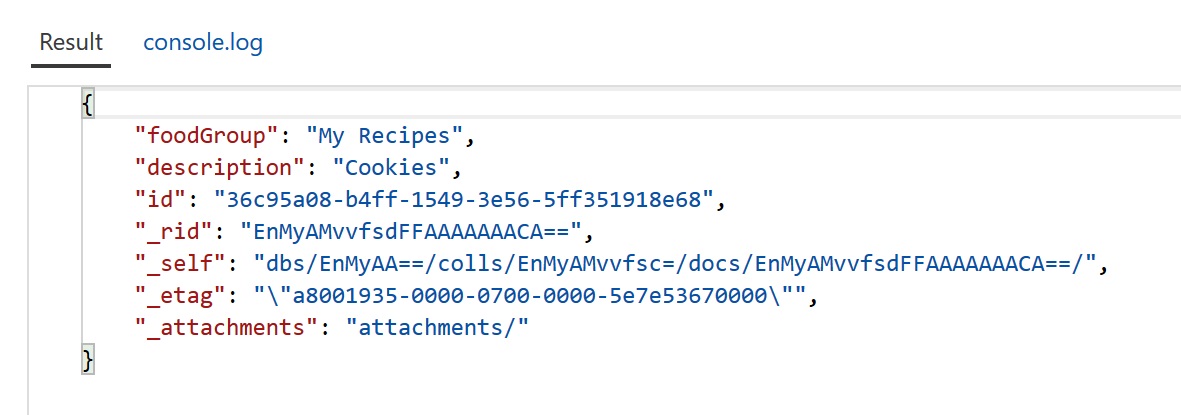 Result console.log
{
"foodGroup": "My Recipes",
"description": "Cookies",
"id": "36c95a08-b4ff-1549-3e56-5ff351918e68",
"_rid": "EnMyAMvvfsdFFAAAAAAACA==",
"_self": "dbs/EnMyAA==/colls/EnMyAMvvfsc=/docs/EnMyAMvvfsdFFAAAAAAACA==/",
"_etag": "\"a8001935-0000-0700-0000-5e7e53670000\"",
"_attachments": "attachments/"
}